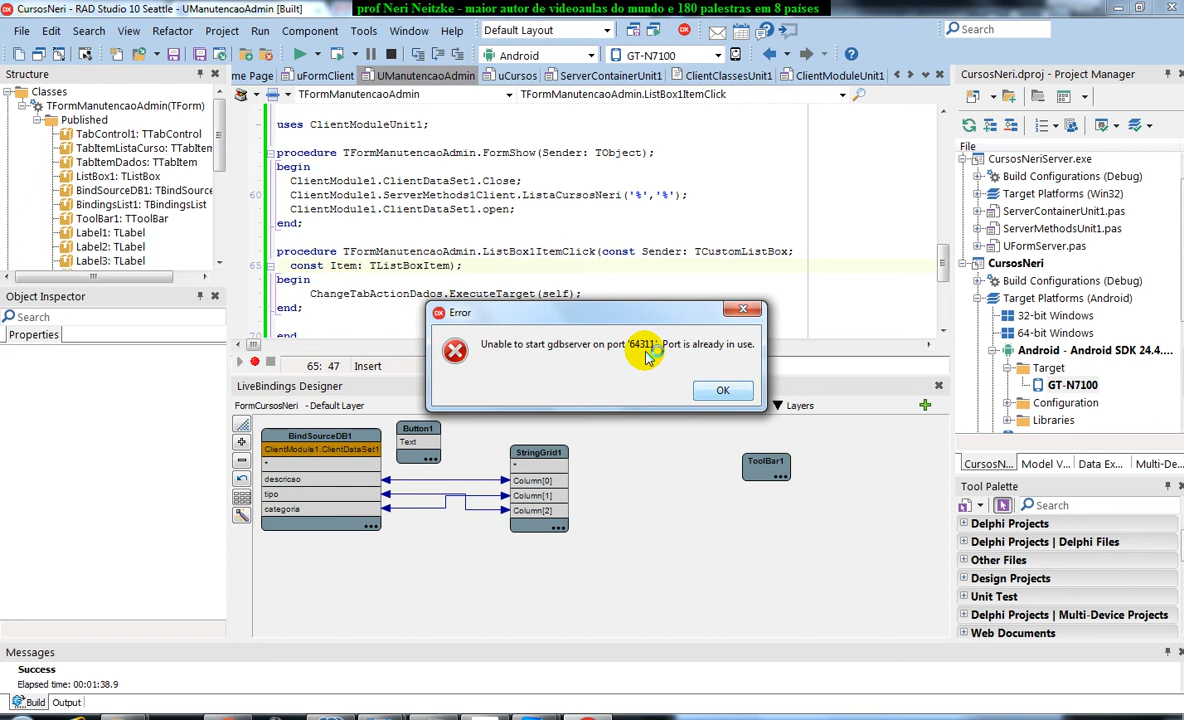 CursosNeri - RAD Studio 10 Seattle - UManutencaoAdmin [Built]
prof Neri Neitzke - maior autor de videoaulas do mundo e 180 palestras em 8 países
File Edit Search View Refactor Project Run Component Tools Window Help
Default Layout
Search
Android
GT-N7100
Structure
Classes
TFormManutencaoAdmin(TForm)
Published
TabControl1: TTabControl
TabItemListaCurso: TTabItem
TabItemDados: TTabItem
ListBox1: TListBox
BindSourceDB1: TBindSource
BindingsList1: TBindingsList
ToolBar1: TToolBar
Label1: TLabel
Label2: TLabel
Label3: TLabel
Object Inspector
Search
Properties
me Page
uFormClient
UManutencaoAdmin
uCursos
ServerContainerUnit1
ClientClassesUnit1
ClientModuleUnit1
TFormManutencaoAdmin
TFormManutencaoAdmin.ListBox1ItemClick
uses ClientModuleUnit1;
procedure TFormManutencaoAdmin.FormShow(Sender: TObject);
begin
ClientModule1.ClientDataSet1.Close;
60 ClientModule1.ServerMethods1Client.ListaCursosNeri('%','%');
ClientModule1.ClientDataSet1.open;
end;
procedure TFormManutencaoAdmin.ListBox1ItemClick(const Sender: TCustomListBox;
65 const Item: TListBoxItem);
begin
ChangeTabActionDados.ExecuteTarget(self);
end;
70 end.
65: 47 Insert
Error
Unable to start gdbserver on port '64311'. Port is already in use.
OK
LiveBindings Designer
FormCursosNeri - Default Layer
Layers
BindSourceDB1
ClientModule1.ClientDataSet1
*
descricao
tipo
categoria
Button1
Text
StringGrid1
*
Column[0]
Column[1]
Column[2]
ToolBar1
CursosNeri.dproj - Project Manager
File
CursosNeriServer.exe
Build Configurations (Debug)
Target Platforms (Win32)
ServerContainerUnit1.pas
ServerMethodsUnit1.pas
UFormServer.pas
CursosNeri
Build Configurations (Debug)
Target Platforms (Android)
32-bit Windows
64-bit Windows
Android - Android SDK 24.4....
Target
GT-N7100
Configuration
Libraries
CursosN...
Model V...
Data Ex...
Multi-De...
Tool Palette
Search
Delphi Projects
Delphi Projects | Delphi Files
Other Files
Design Projects
Unit Test
Delphi Projects | Multi-Device Projects
Web Documents
Messages
Success
Elapsed time: 00:01:38.9
Build
Output